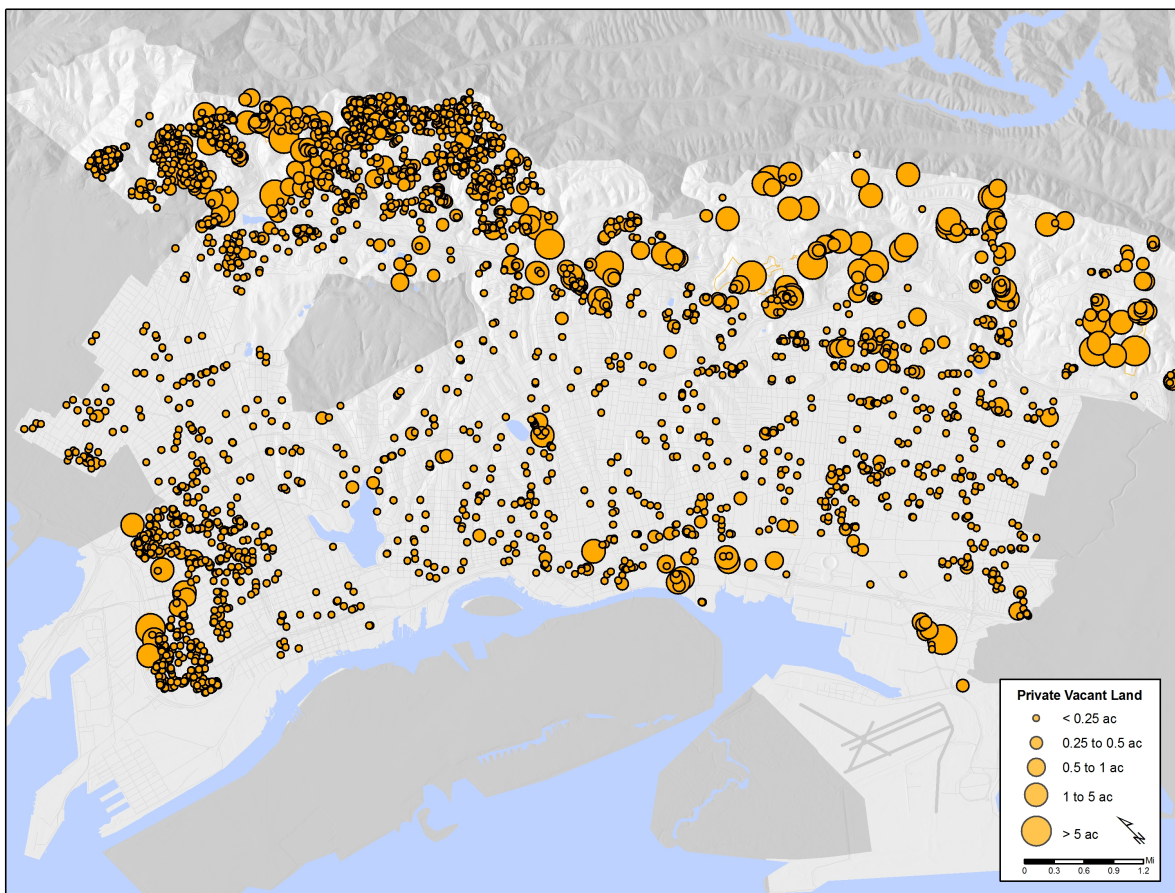 Private Vacant Land
< 0.25 ac
0.25 to 0.5 ac
0.5 to 1 ac
1 to 5 ac
> 5 ac
N
Mi
0 0.3 0.6 0.9 1.2